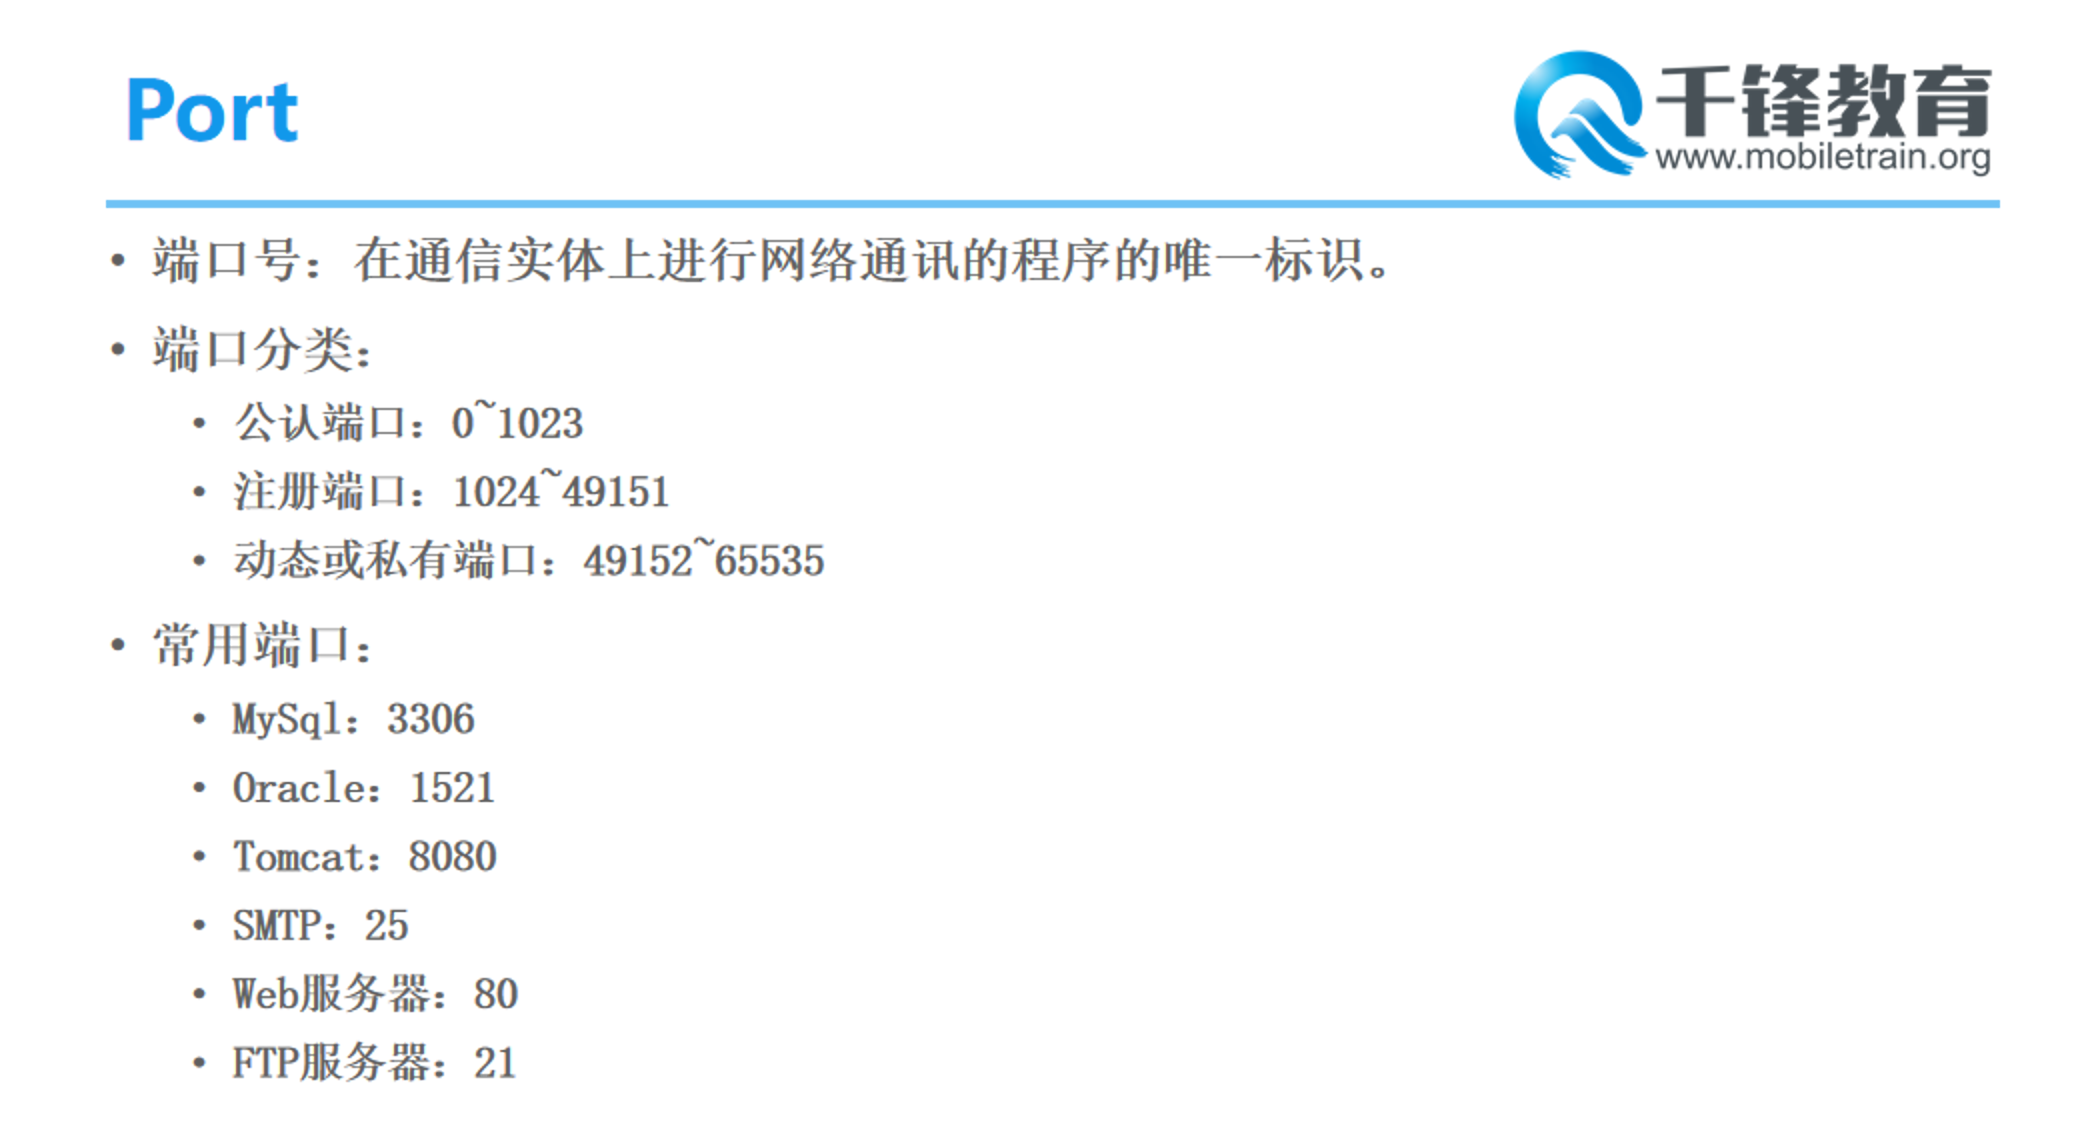 Port
千锋教育
www.mobiletrain.org
• 端口号：在通信实体上进行网络通讯的程序的唯一标识。
• 端口分类：
• 公认端口：0~1023
• 注册端口：1024~49151
• 动态或私有端口：49152~65535
• 常用端口：
• MySql：3306
• Oracle：1521
• Tomcat：8080
• SMTP：25
• Web服务器：80
• FTP服务器：21